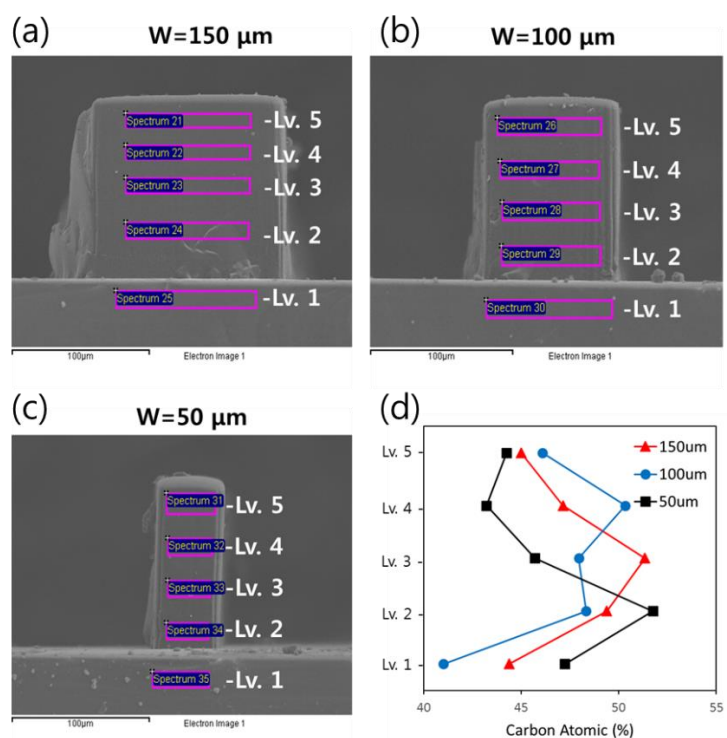 (a)
W=150 μm
Spectrum 21
-Lv. 5
Spectrum 22
-Lv. 4
Spectrum 23
-Lv. 3
Spectrum 24
-Lv. 2
Spectrum 25
-Lv. 1
100μm
Electron Image 1
(b)
W=100 μm
Spectrum 26
-Lv. 5
Spectrum 27
-Lv. 4
Spectrum 28
-Lv. 3
Spectrum 29
-Lv. 2
Spectrum 30
-Lv. 1
100μm
Electron Image 1
(c)
W=50 μm
Spectrum 31
-Lv. 5
Spectrum 32
-Lv. 4
Spectrum 33
-Lv. 3
Spectrum 34
-Lv. 2
Spectrum 35
-Lv. 1
100μm
Electron Image 1
(d)
Lv. 5
Lv. 4
Lv. 3
Lv. 2
Lv. 1
150um
100um
50um
40 45 50 55
Carbon Atomic (%)